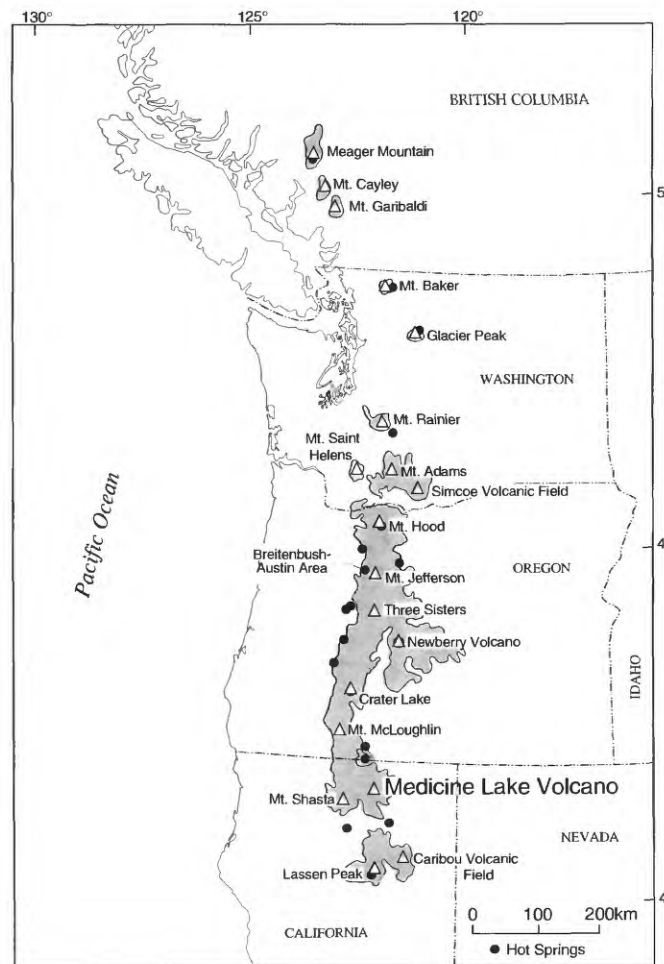 130°
125°
120°
BRITISH COLUMBIA
Meager Mountain
Mt. Cayley
Mt. Garibaldi
5
Mt. Baker
Glacier Peak
WASHINGTON
Mt. Rainier
Mt. Saint
Helens
Mt. Adams
Simcoe Volcanic Field
Mt. Hood
4
Breitenbush-
Austin Area
OREGON
Mt. Jefferson
Pacific Ocean
Three Sisters
Newberry Volcano
IDAHO
Crater Lake
Mt. McLoughlin
Medicine Lake Volcano
Mt. Shasta
NEVADA
Caribou Volcanic
Field
Lassen Peak
4
0 100 200km
CALIFORNIA
Hot Springs